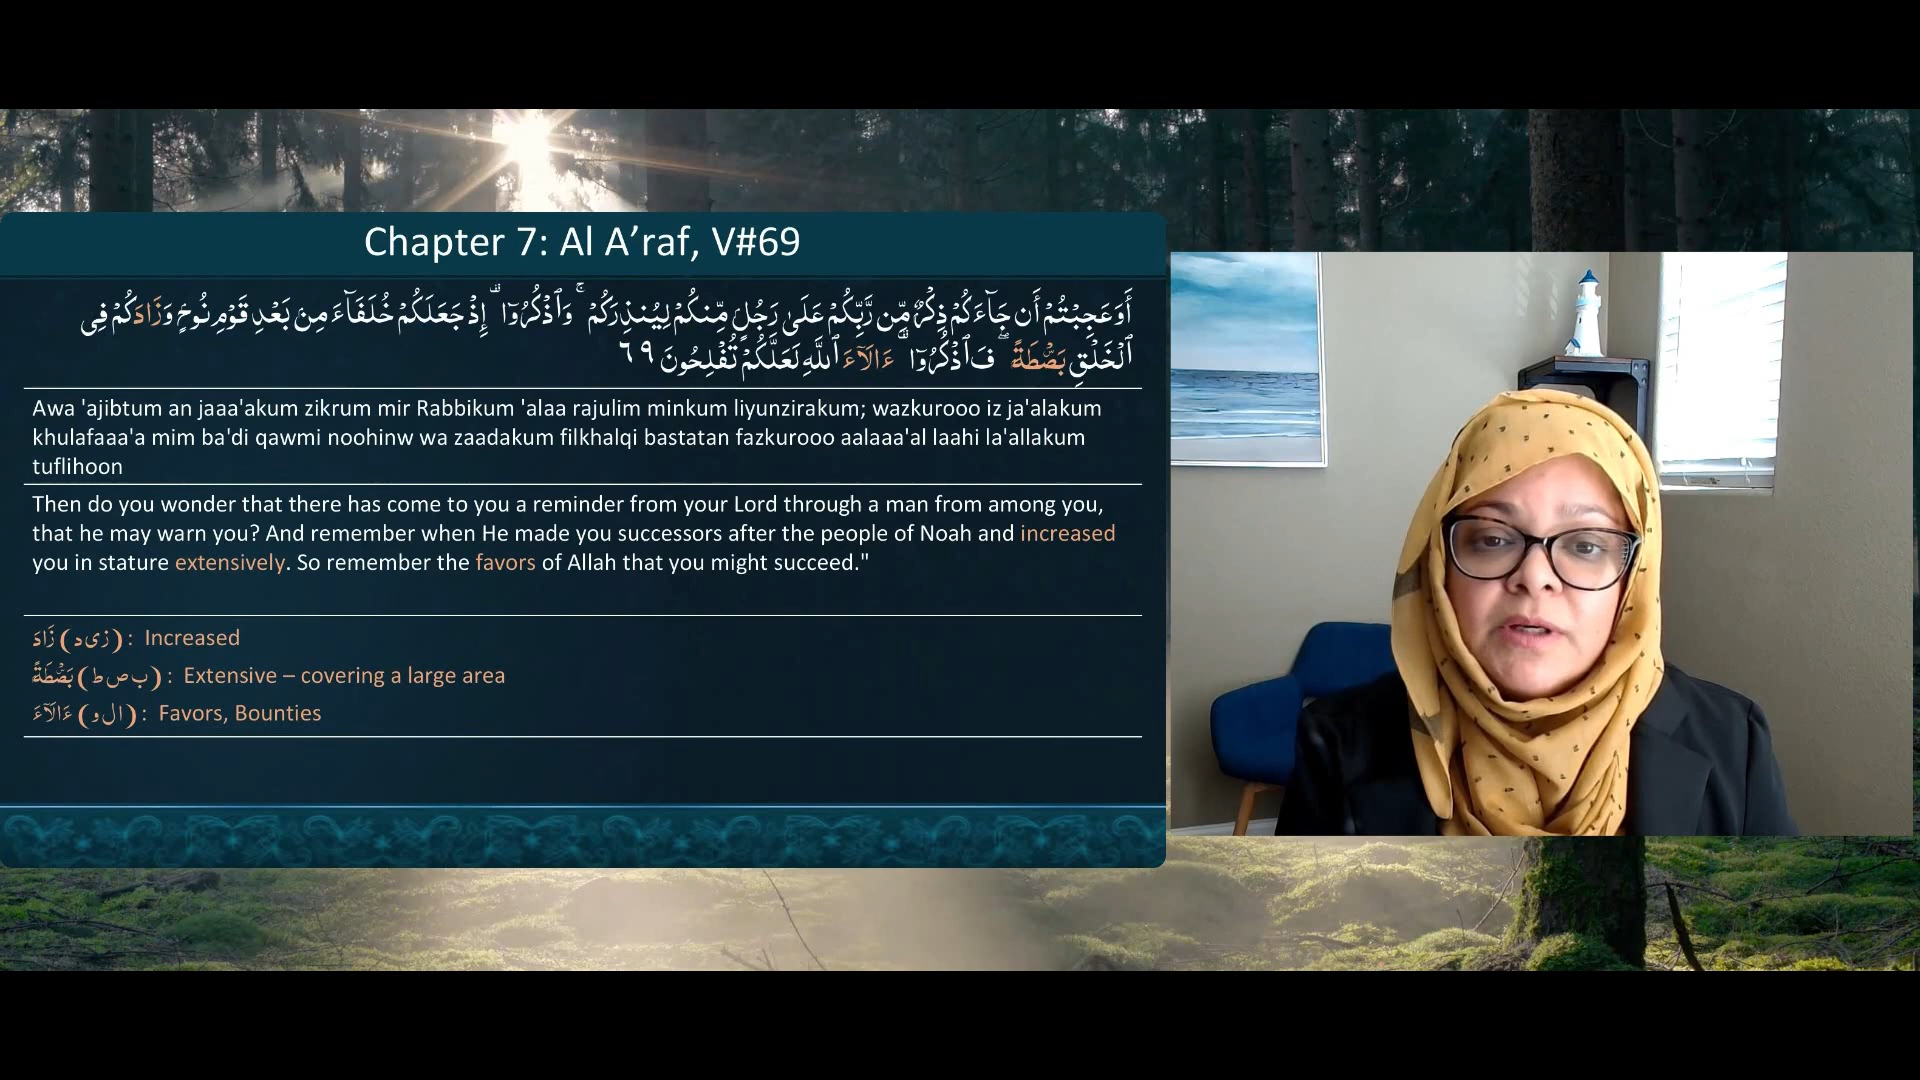 Chapter 7: Al A’raf, V#69
أَوَعَجِبْتُمْ أَن جَآءَكُمْ ذِكْرٌ مِّن رَّبِّكُمْ عَلَىٰ رَجُلٍ مِّنكُمْ لِيُنذِرَكُمْ ۚ وَٱذْكُرُوٓا۟ إِذْ جَعَلَكُمْ خُلَفَآءَ مِنۢ بَعْدِ قَوْمِ نُوحٍ وَزَادَكُمْ فِى
ٱلْخَلْقِ بَصْۜطَةً ۖ فَٱذْكُرُوٓا۟ ءَالَآءَ ٱللَّهِ لَعَلَّكُمْ تُفْلِحُونَ ٦٩
Awa 'ajibtum an jaaa'akum zikrum mir Rabbikum 'alaa rajulim minkum liyunzirakum; wazkurooo iz ja'alakum
khulafaaa'a mim ba'di qawmi noohinw wa zaadakum filkhalqi bastatan fazkurooo aalaaa'al laahi la'allakum
tuflihoon
Then do you wonder that there has come to you a reminder from your Lord through a man from among you,
that he may warn you? And remember when He made you successors after the people of Noah and increased
you in stature extensively. So remember the favors of Allah that you might succeed."
زَادَ (ز ی د) : Increased
بَصْۜطَةً (ب ص ط) : Extensive – covering a large area
ءَالَآءَ (ا ل و) : Favors, Bounties